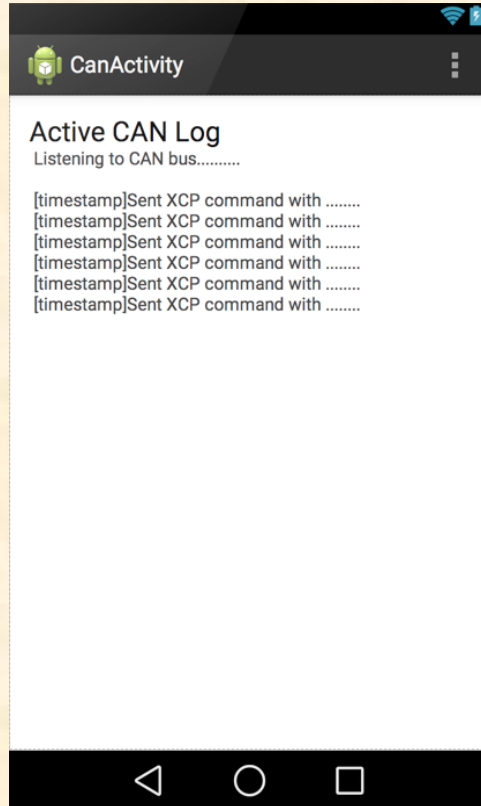 CanActivity
Active CAN Log
Listening to CAN bus..........
[timestamp]Sent XCP command with ........
[timestamp]Sent XCP command with ........
[timestamp]Sent XCP command with ........
[timestamp]Sent XCP command with ........
[timestamp]Sent XCP command with ........
[timestamp]Sent XCP command with ........